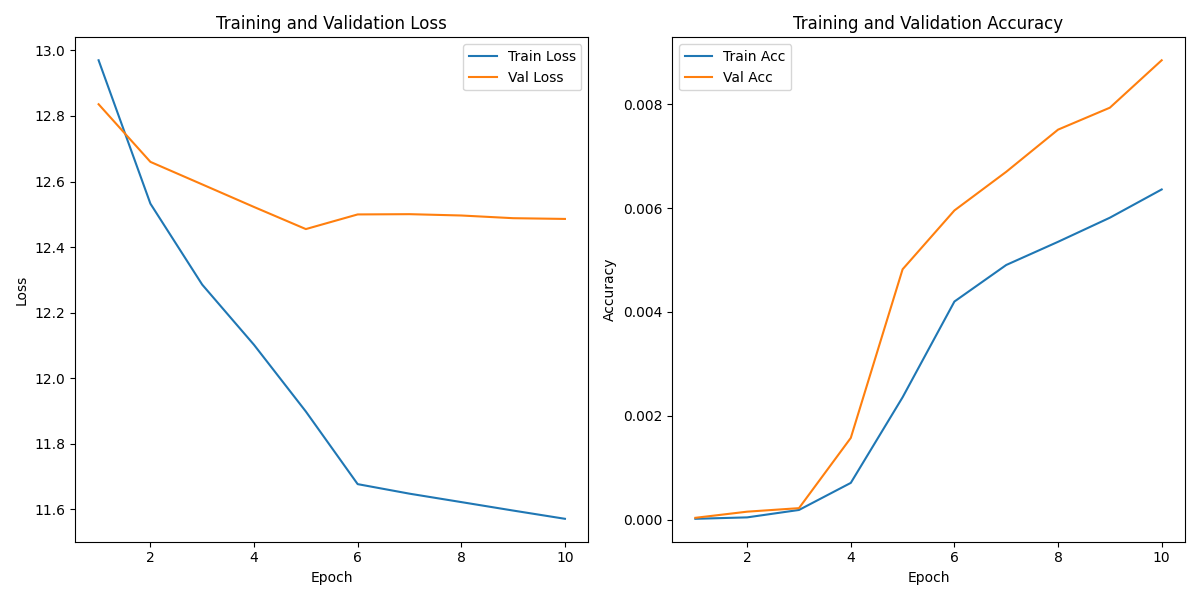 Training and Validation Loss
13.0
12.8
12.6
12.4
12.2
12.0
11.8
11.6
Loss
2 4 6 8 10
Epoch
Train Loss
Val Loss
Training and Validation Accuracy
0.008
0.006
0.004
0.002
0.000
Accuracy
2 4 6 8 10
Epoch
Train Acc
Val Acc